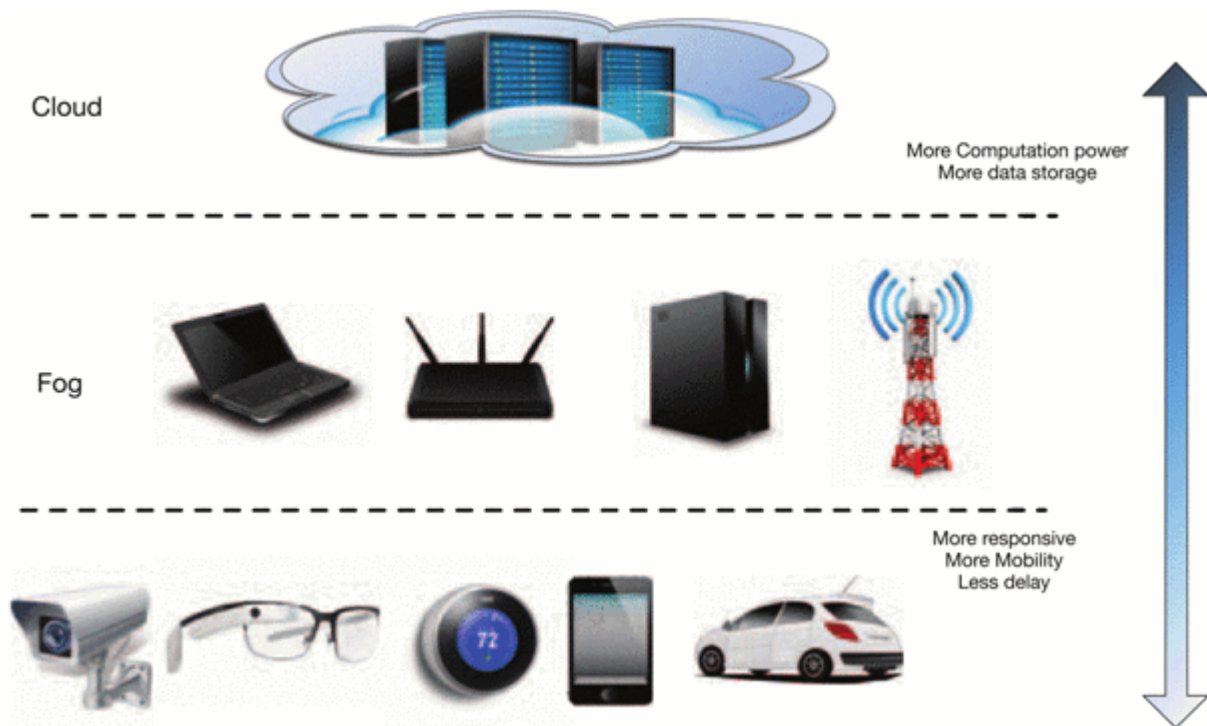 Cloud
More Computation power
More data storage
Fog
More responsive
More Mobility
Less delay
72